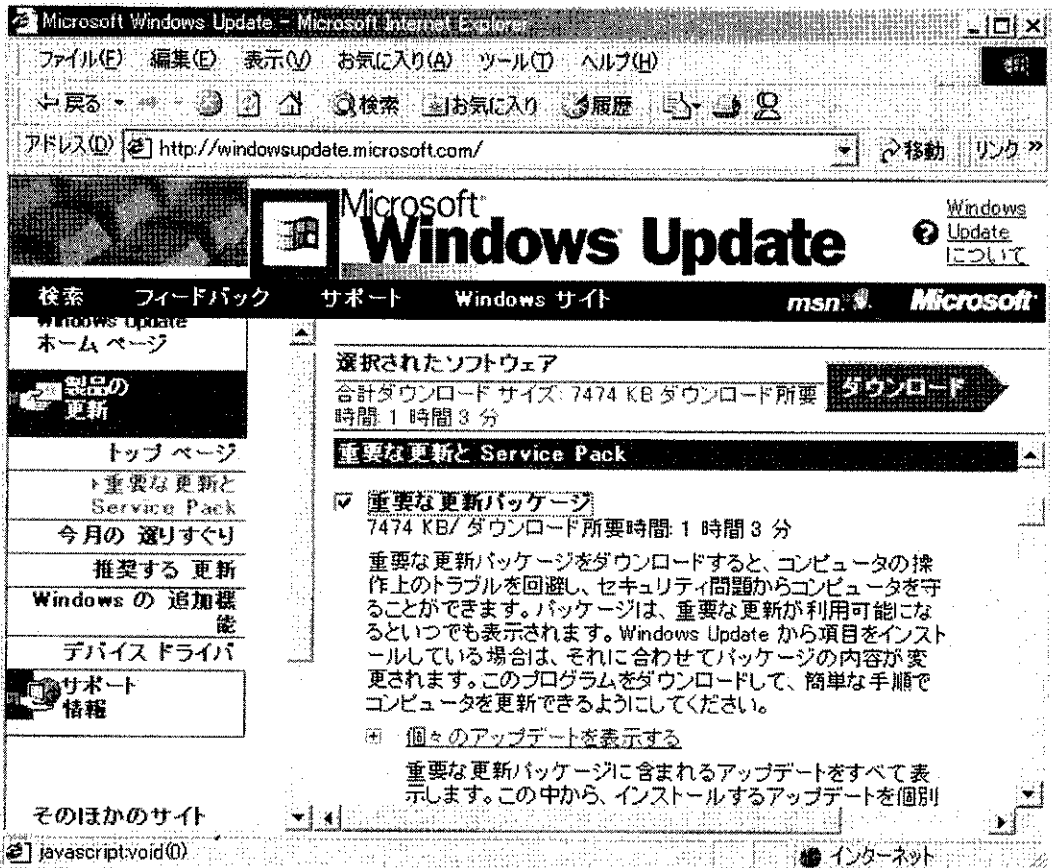 Microsoft Windows Update - Microsoft Internet Explorer
ファイル(F) 編集(E) 表示(V) お気に入り(A) ツール(T) ヘルプ(H)
戻る 検索 お気に入り 履歴
アドレス(D) http://windowsupdate.microsoft.com/ 移動 リンク »
Microsoft
Windows Update
Windows
Update
について
検索 フィードバック サポート Windows サイト msn. Microsoft
Windows Update
ホーム ページ
製品の
更新
トップ ページ
重要な更新と
Service Pack
今月の 選りすぐり
推奨する 更新
Windows の 追加機
能
デバイス ドライバ
サポート
情報
そのほかのサイト
選択されたソフトウェア
合計ダウンロード サイズ: 7474 KB ダウンロード所要
時間: 1 時間 3 分
ダウンロード
重要な更新と Service Pack
重要な更新パッケージ
7474 KB/ ダウンロード所要時間: 1 時間 3 分
重要な更新パッケージをダウンロードすると、コンピュータの操
作上のトラブルを回避し、セキュリティ問題からコンピュータを守
ることができます。パッケージは、重要な更新が利用可能にな
るといつでも表示されます。Windows Update から項目をインスト
ールしている場合は、それに合わせてパッケージの内容が変
更されます。このプログラムをダウンロードして、簡単な手順で
コンピュータを更新できるようにしてください。
個々のアップデートを表示する
重要な更新パッケージに含まれるアップデートをすべて表
示します。この中から、インストールするアップデートを個別
javascript:void(0)
インターネット